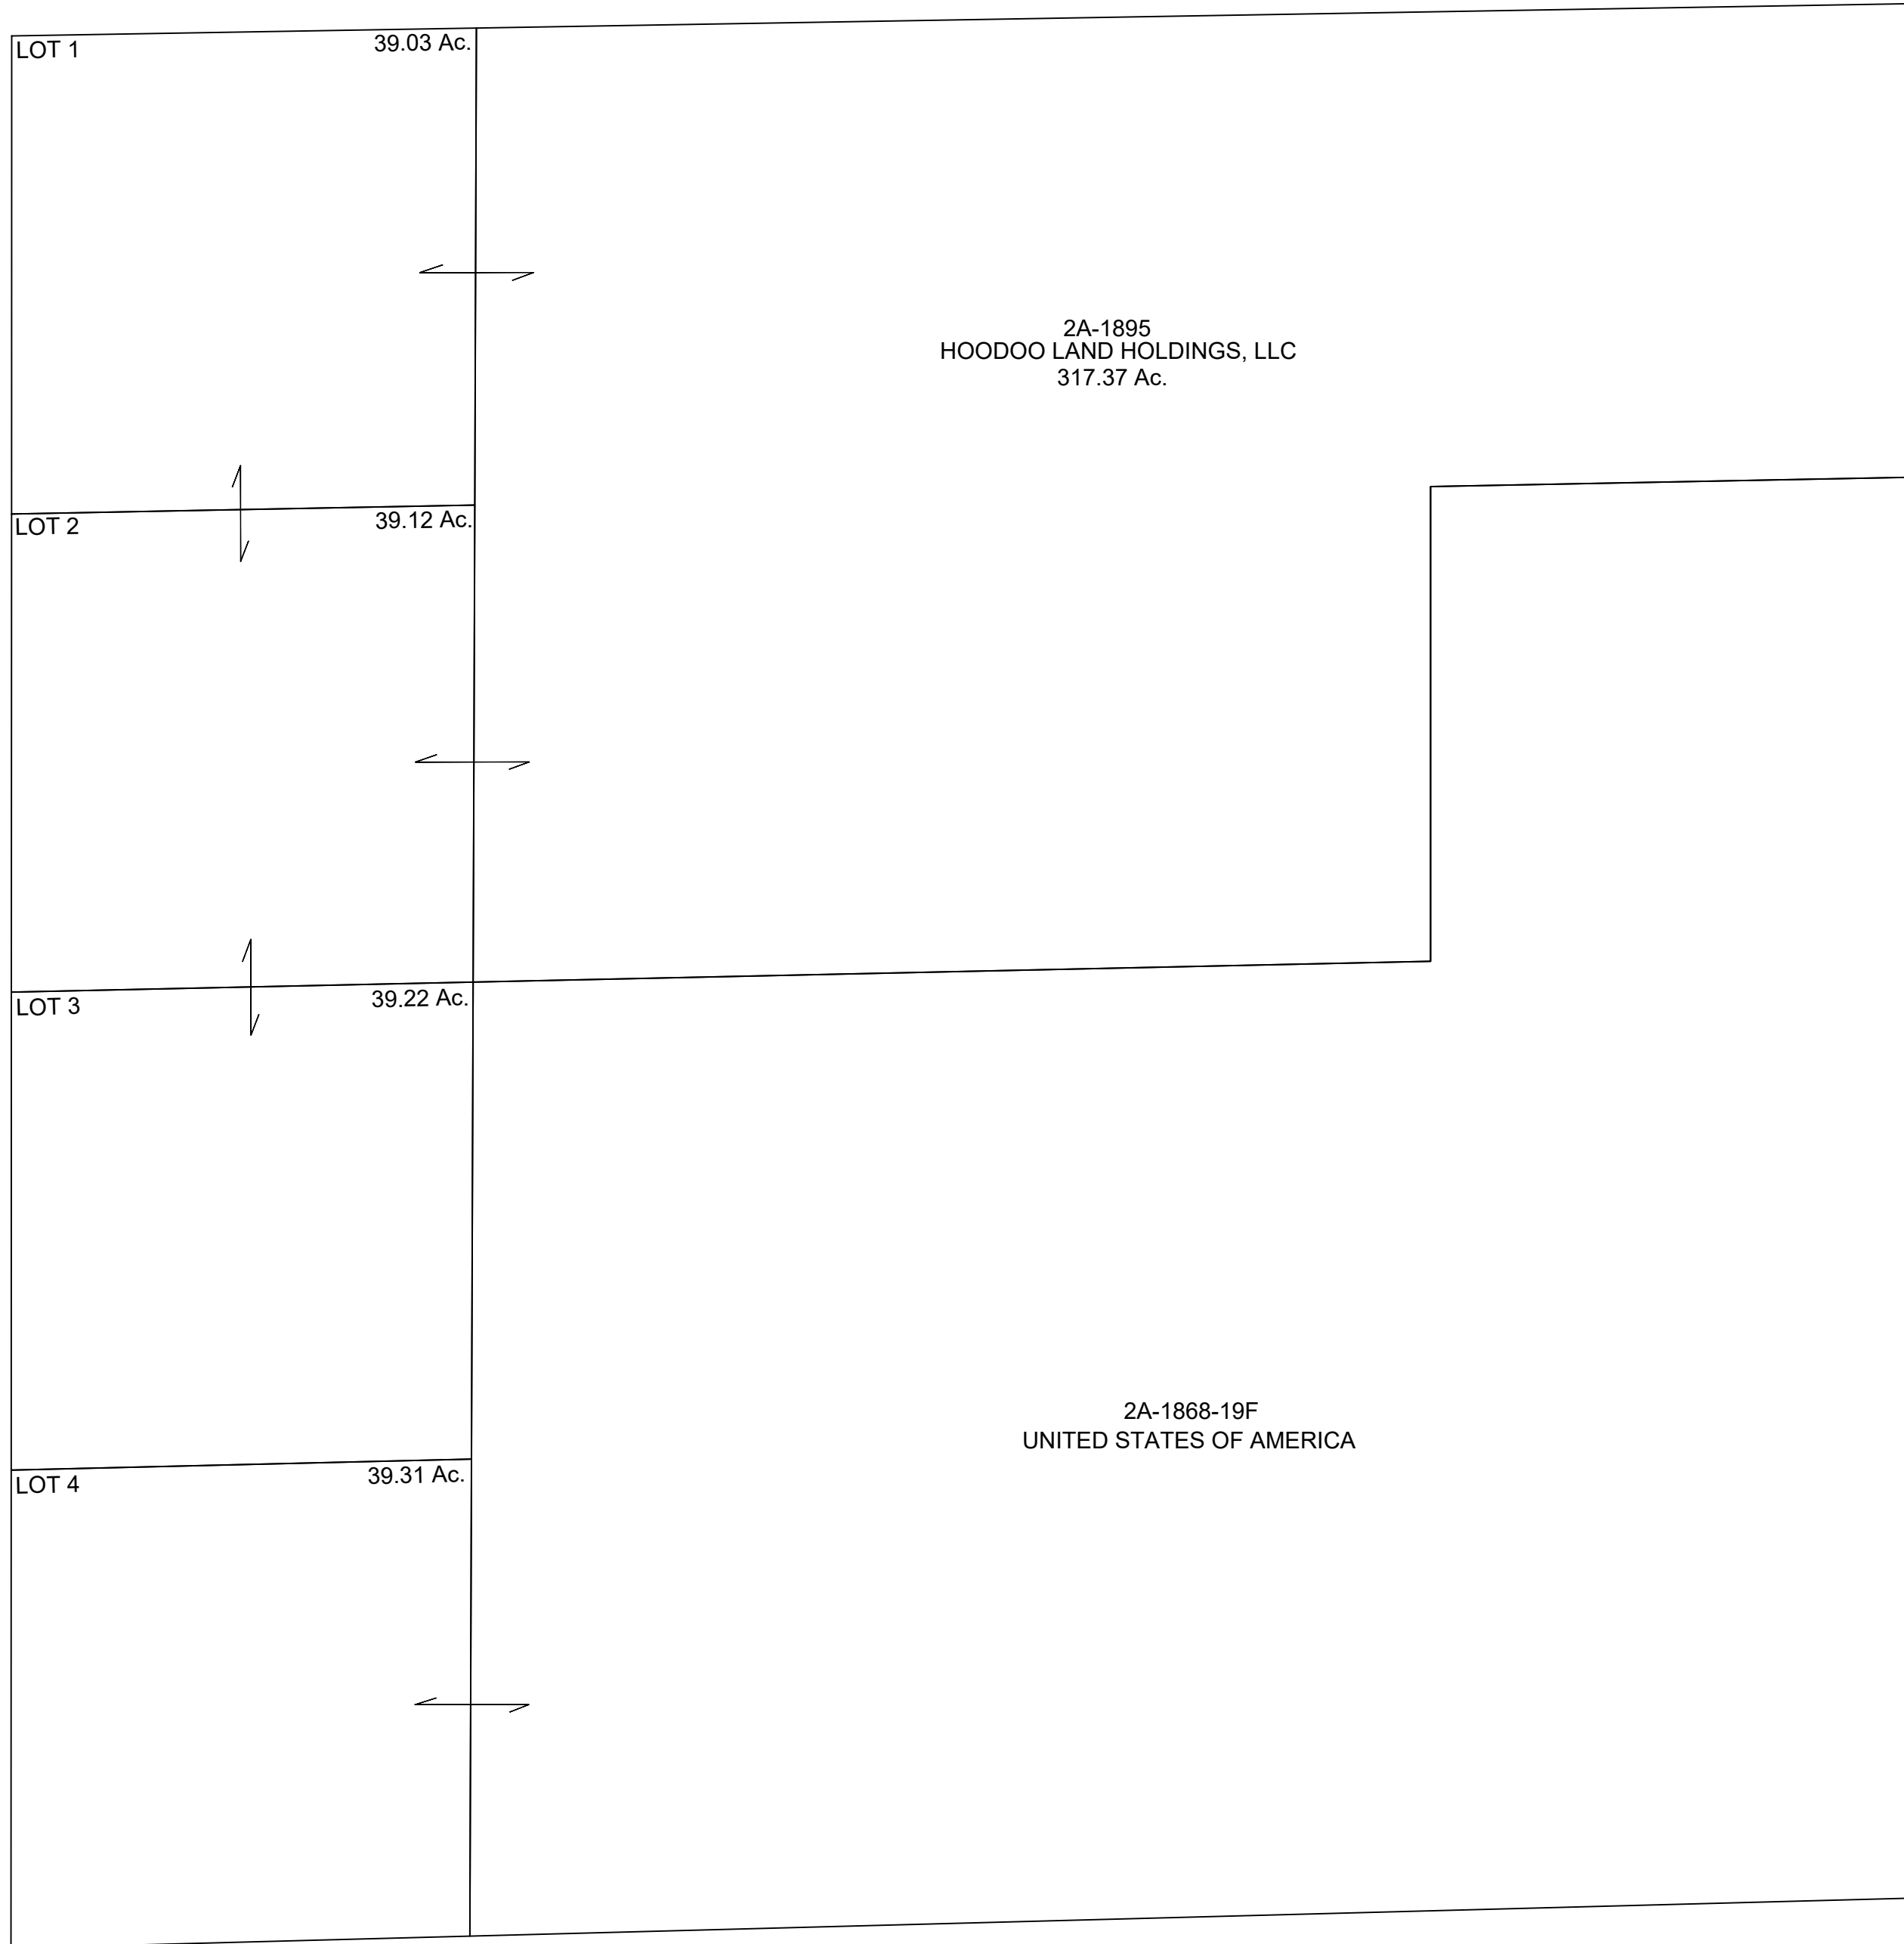 LOT 1 39.03 Ac.
2A-1895
HOODOO LAND HOLDINGS, LLC
317.37 Ac.
LOT 2 39.12 Ac.
LOT 3 39.22 Ac.
2A-1868-19F
UNITED STATES OF AMERICA
LOT 4 39.31 Ac.